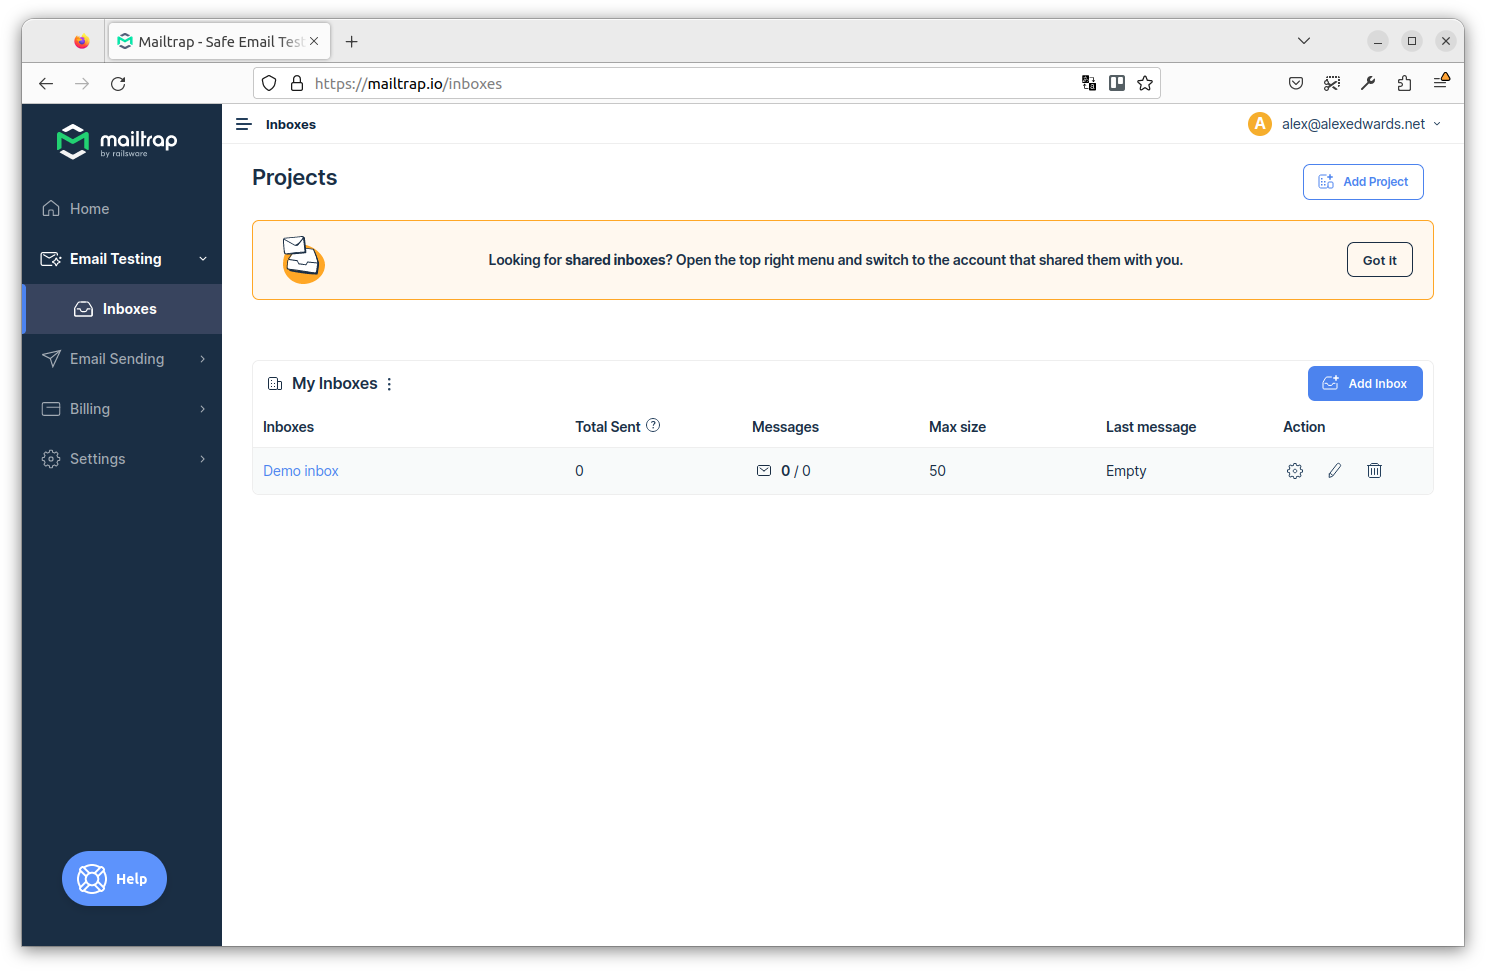 Mailtrap - Safe Email Test
https://mailtrap.io/inboxes
mailtrap
by railsware
Inboxes
A
alex@alexedwards.net
Home
Email Testing
Inboxes
Email Sending
Billing
Settings
Help
Projects
Add Project
Looking for shared inboxes? Open the top right menu and switch to the account that shared them with you.
Got it
My Inboxes
Add Inbox
Inboxes Total Sent ? Messages Max size Last message Action
Demo inbox 0 0 / 0 50 Empty